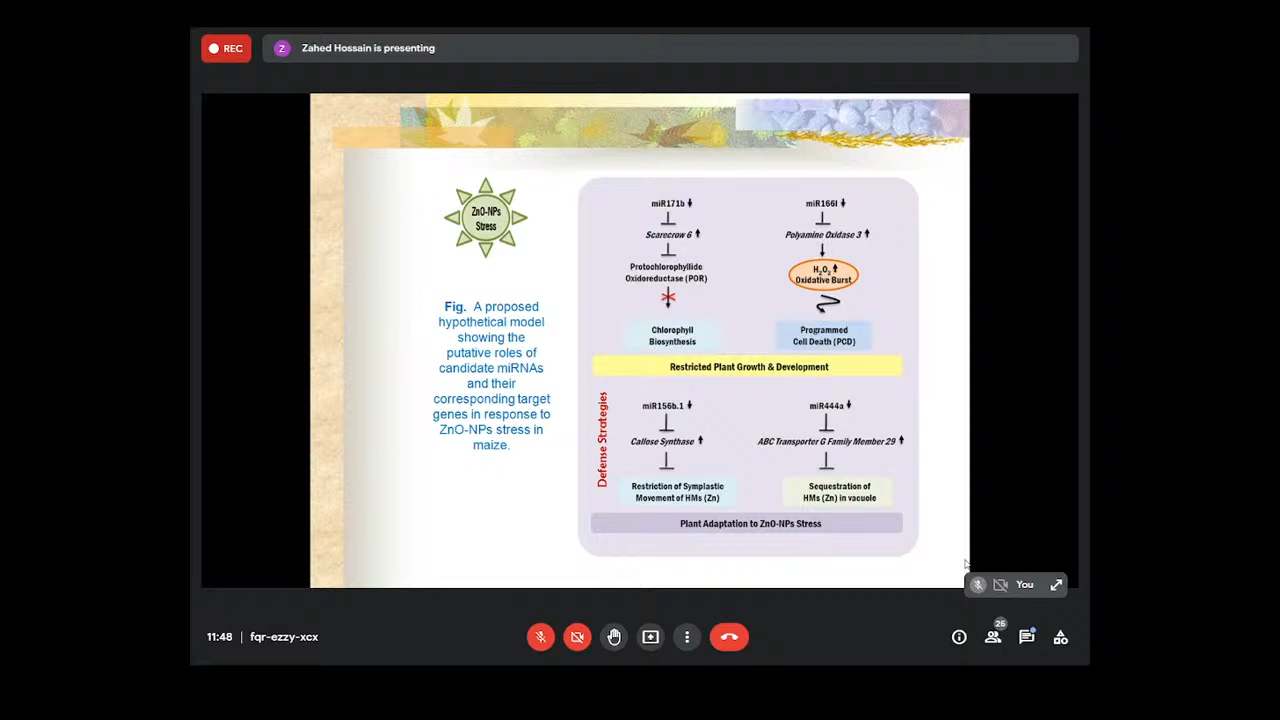 REC
Z
Zahed Hossain is presenting
ZnO-NPs
Stress
Fig. A proposed
hypothetical model
showing the
putative roles of
candidate miRNAs
and their
corresponding target
genes in response to
ZnO-NPs stress in
maize.
miR171b
Scarecrow 6
Protochlorophyllide
Oxidoreductase (POR)
Chlorophyll
Biosynthesis
miR166l
Polyamine Oxidase 3
H₂O₂
Oxidative Burst
Programmed
Cell Death (PCD)
Restricted Plant Growth & Development
Defense Strategies
miR156b.1
Callose Synthase
Restriction of Symplastic
Movement of HMs (Zn)
miR444a
ABC Transporter G Family Member 29
Sequestration of
HMs (Zn) in vacuole
Plant Adaptation to ZnO-NPs Stress
You
11:48 | fqr-ezzy-xcx
26